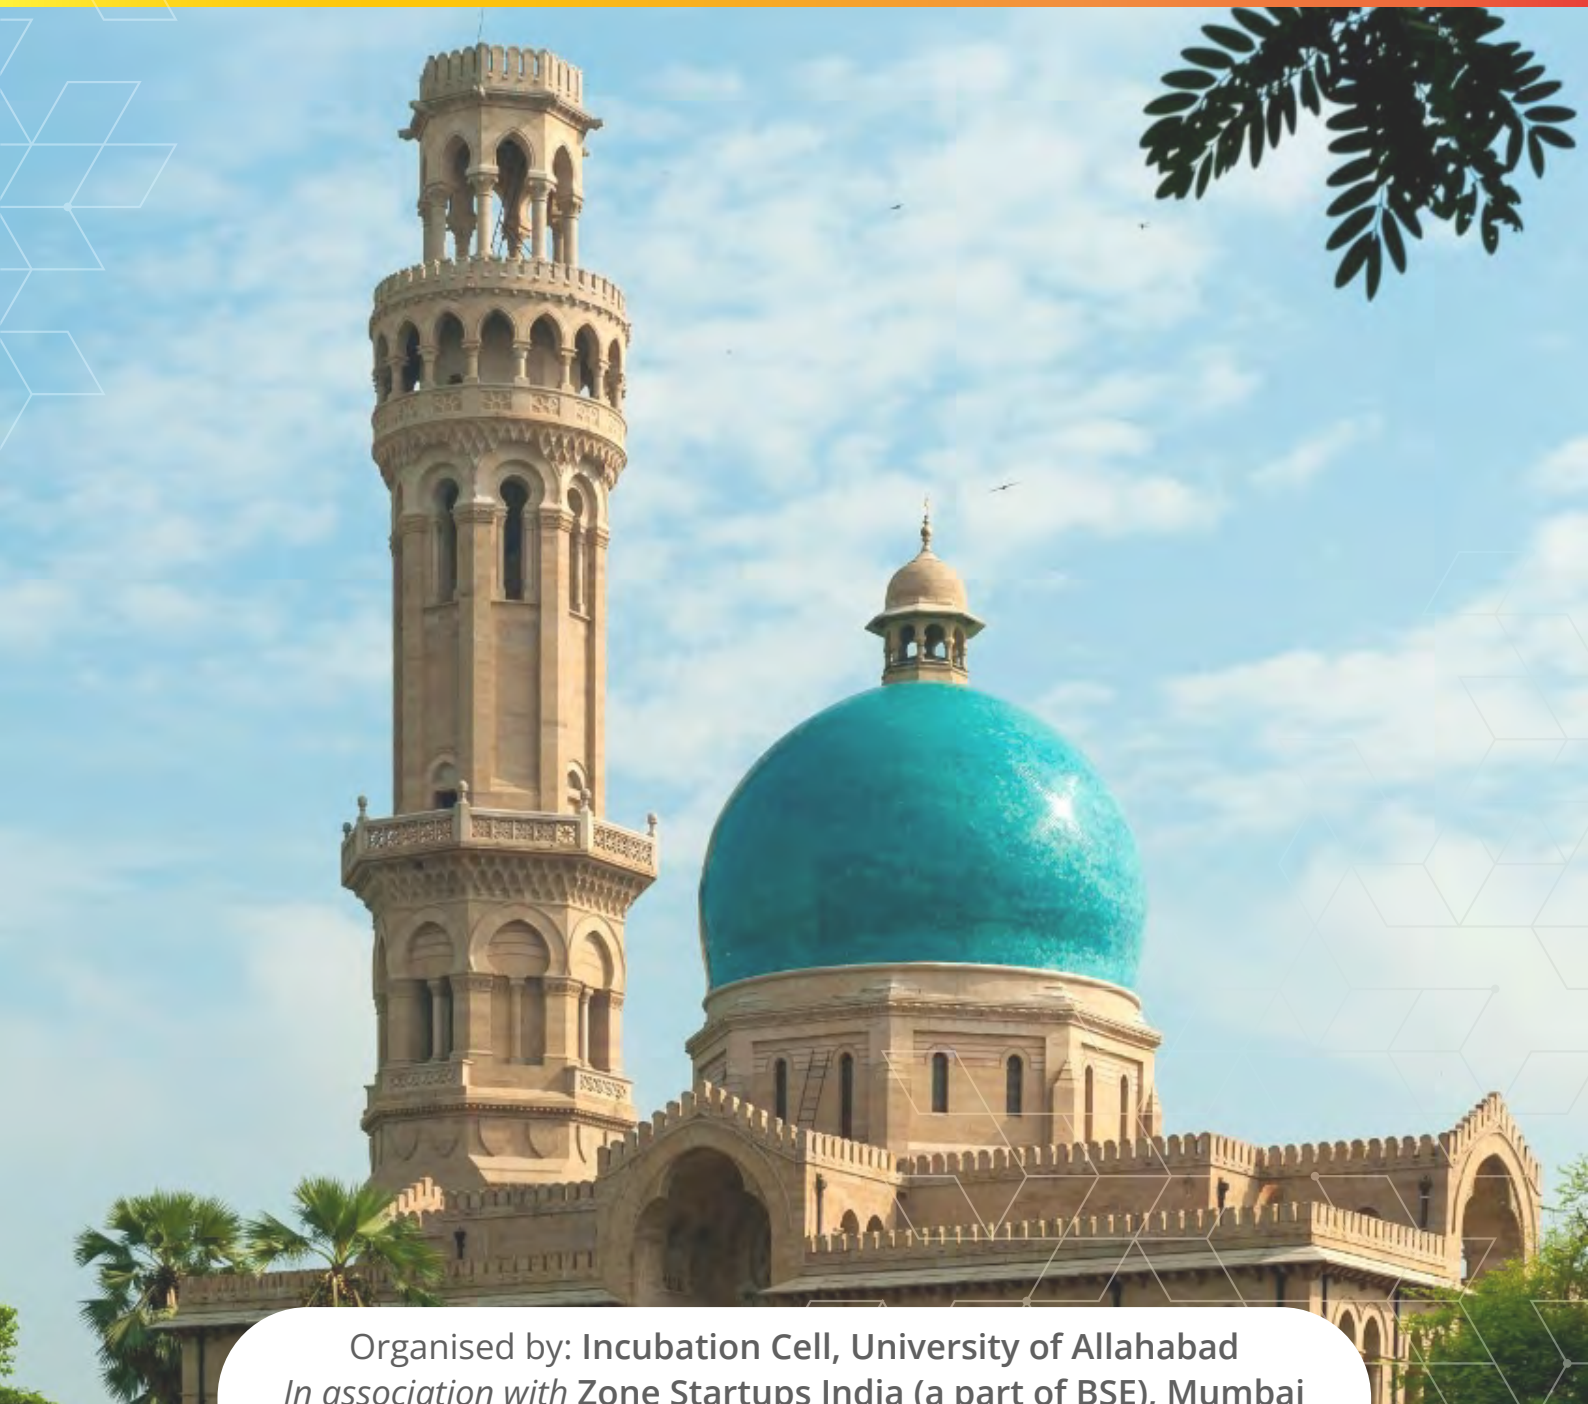 Organised by: Incubation Cell, University of Allahabad
In association with Zone Startups India (a part of BSE), Mumbai